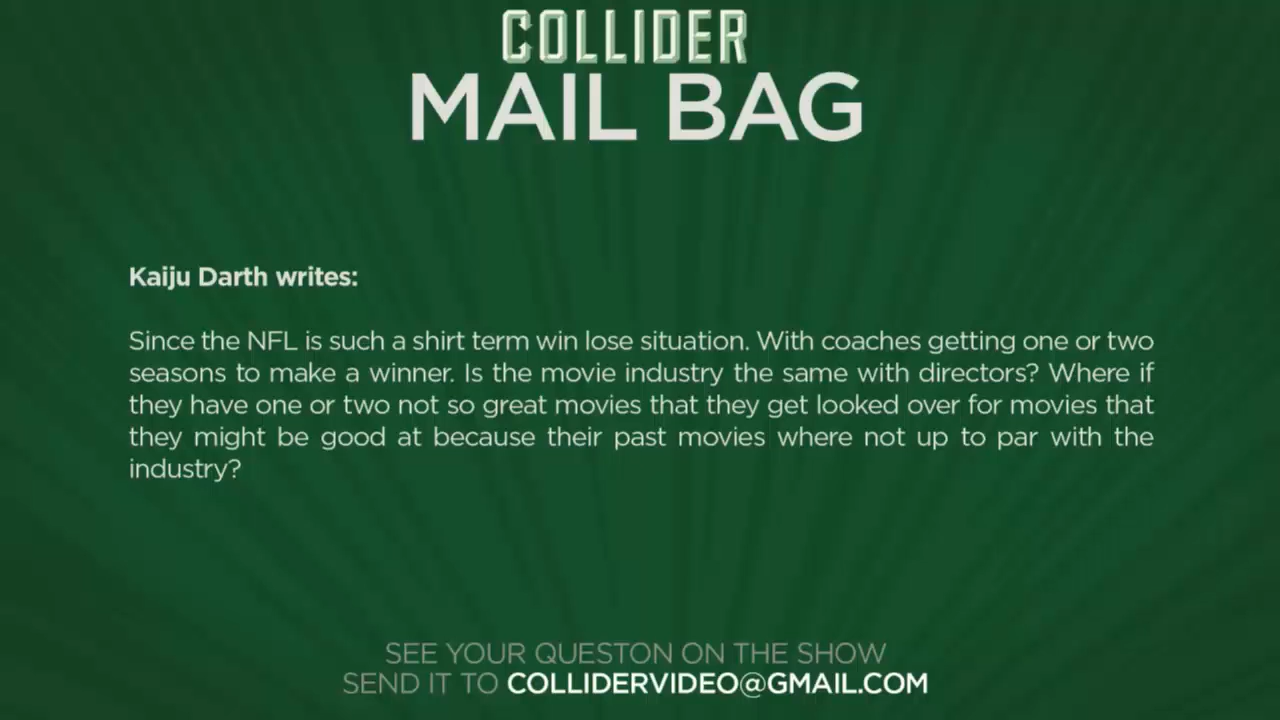 COLLIDER
MAIL BAG
Kaiju Darth writes:
Since the NFL is such a shirt term win lose situation. With coaches getting one or two
seasons to make a winner. Is the movie industry the same with directors? Where if
they have one or two not so great movies that they get looked over for movies that
they might be good at because their past movies where not up to par with the
industry?
SEE YOUR QUESTON ON THE SHOW
SEND IT TO COLLIDERVIDEO@GMAIL.COM